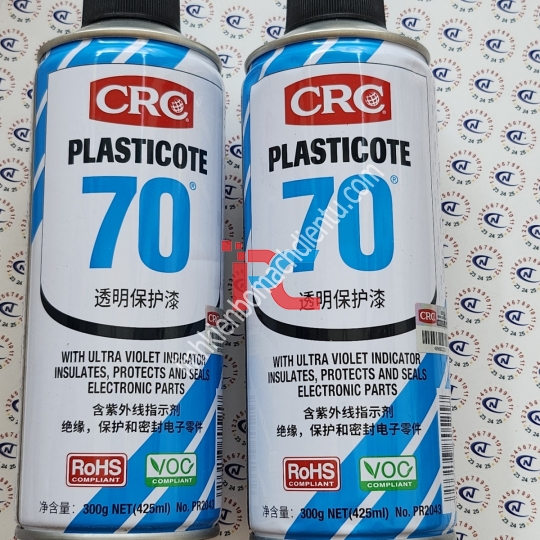 CRC
PLASTICOTE
70®
透明保护漆
WITH ULTRA VIOLET INDICATOR
INSULATES, PROTECTS AND SEALS
ELECTRONIC PARTS
含紫外线指示剂
绝缘，保护和密封电子零件
RoHS
COMPLIANT
VOC
COMPLIANT
净含量: 300g NET(425ml) No. PR2043
CRC
PLASTICOTE
70®
透明保护漆
CRC
WITH ULTRA VIOLET INDICATOR
INSULATES, PROTECTS AND SEALS
ELECTRONIC PARTS
含紫外线指示剂
绝缘，保护和密封电子零件
RoHS
COMPLIANT
VOC
COMPLIANT
净含量: 300g NET(425ml) No. PR2043
linhkienbomachdientu.com